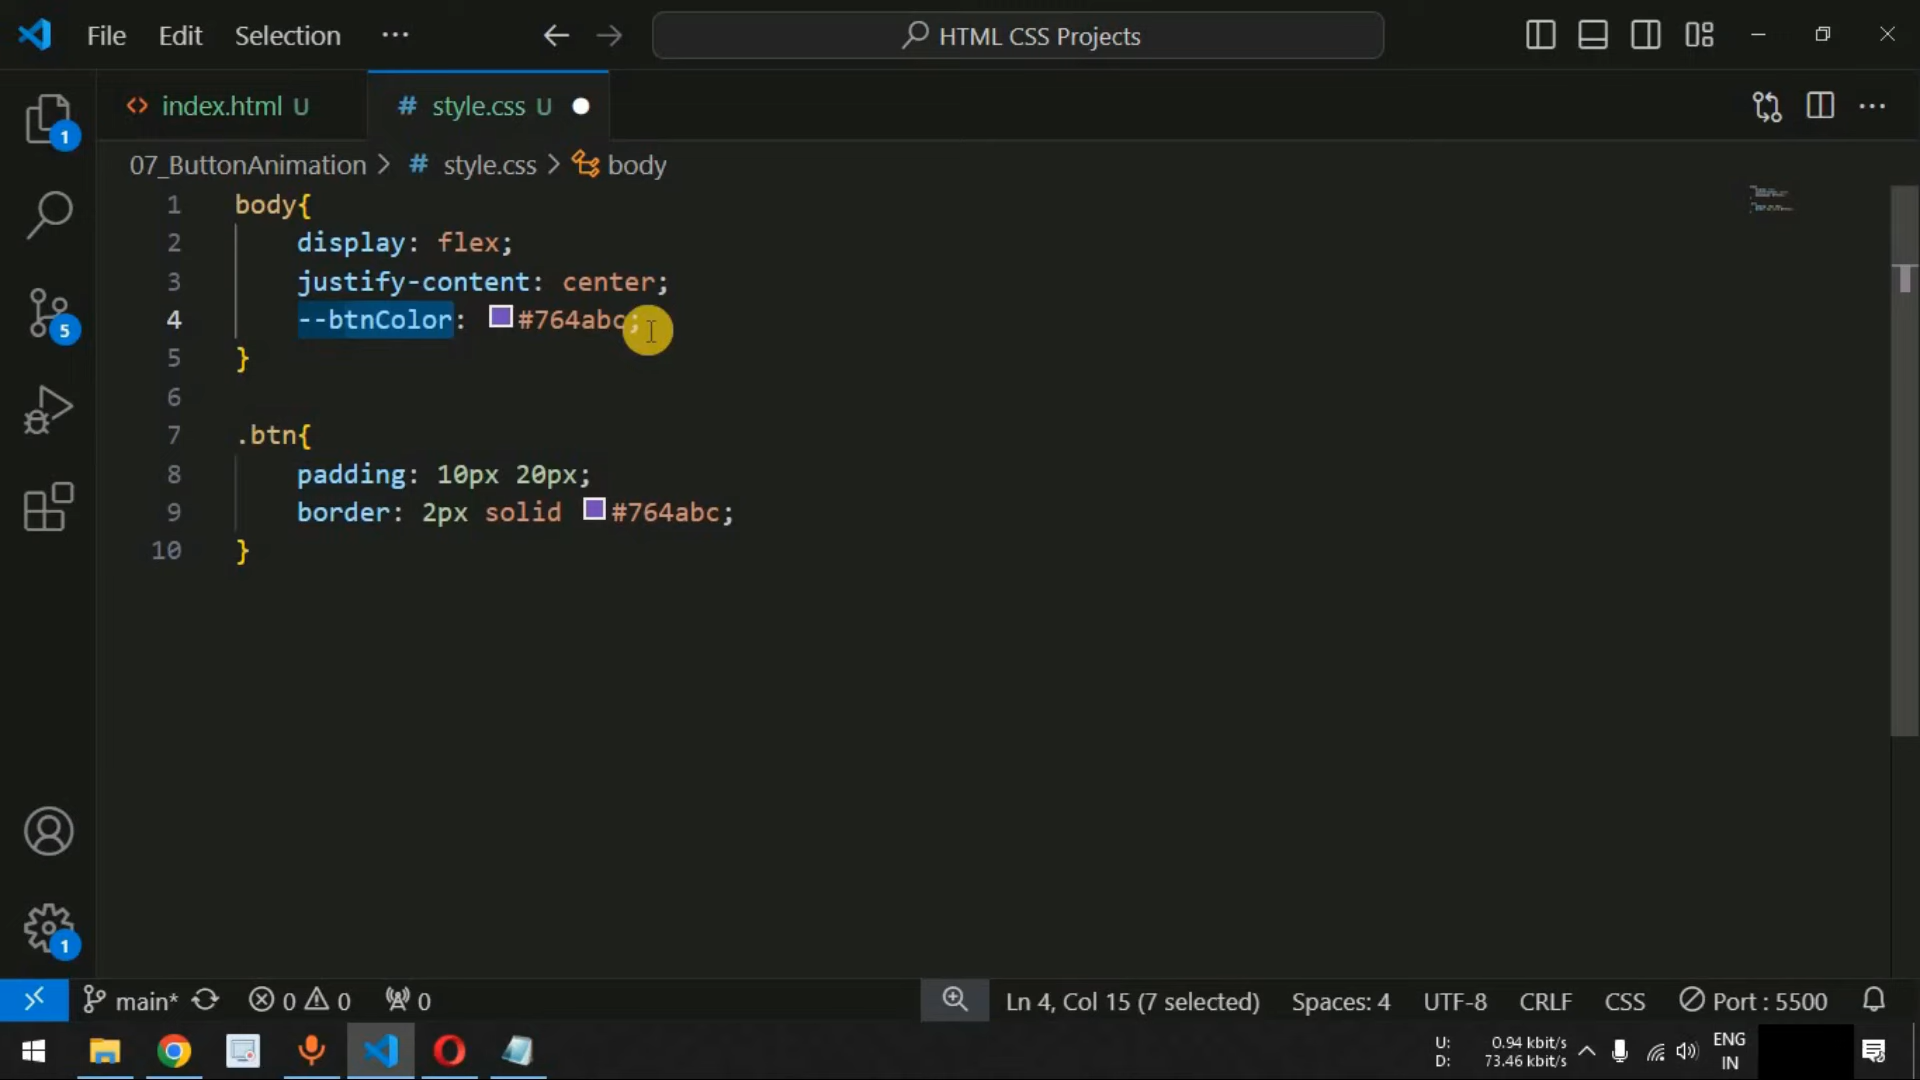 File Edit Selection ··· HTML CSS Projects
index.html U # style.css U
07_ButtonAnimation > # style.css > body
1 body{
2 display: flex;
3 justify-content: center;
4 --btnColor: #764abc;
5 }
6
7 .btn{
8 padding: 10px 20px;
9 border: 2px solid #764abc;
10 }
1
5
1
main* 0 0 0 Ln 4, Col 15 (7 selected) Spaces: 4 UTF-8 CRLF CSS Port : 5500
U: 0.94 kbit/s
D: 73.46 kbit/s
ENG
IN